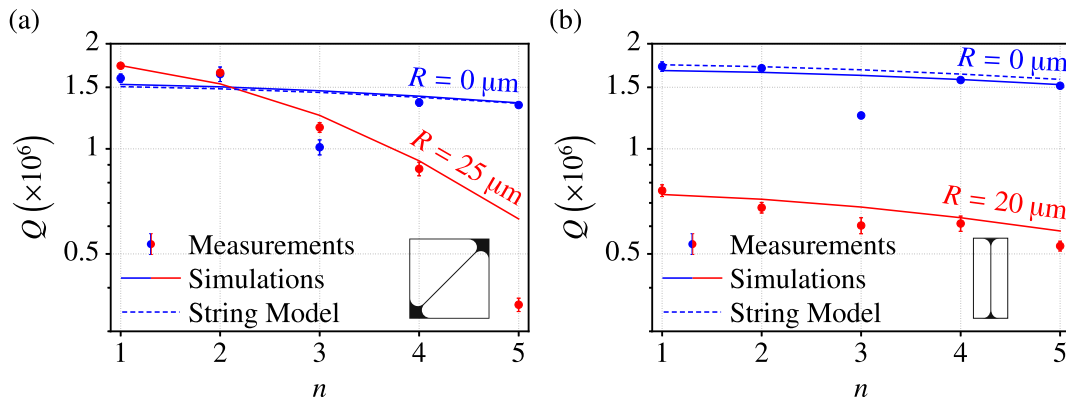 (a)
2
1.5
1
0.5
Q (×10⁶)
R = 0 μm
R = 25 μm
Measurements
Simulations
String Model
1 2 3 4 5
n
(b)
2
1.5
1
0.5
Q (×10⁶)
R = 0 μm
R = 20 μm
Measurements
Simulations
String Model
1 2 3 4 5
n